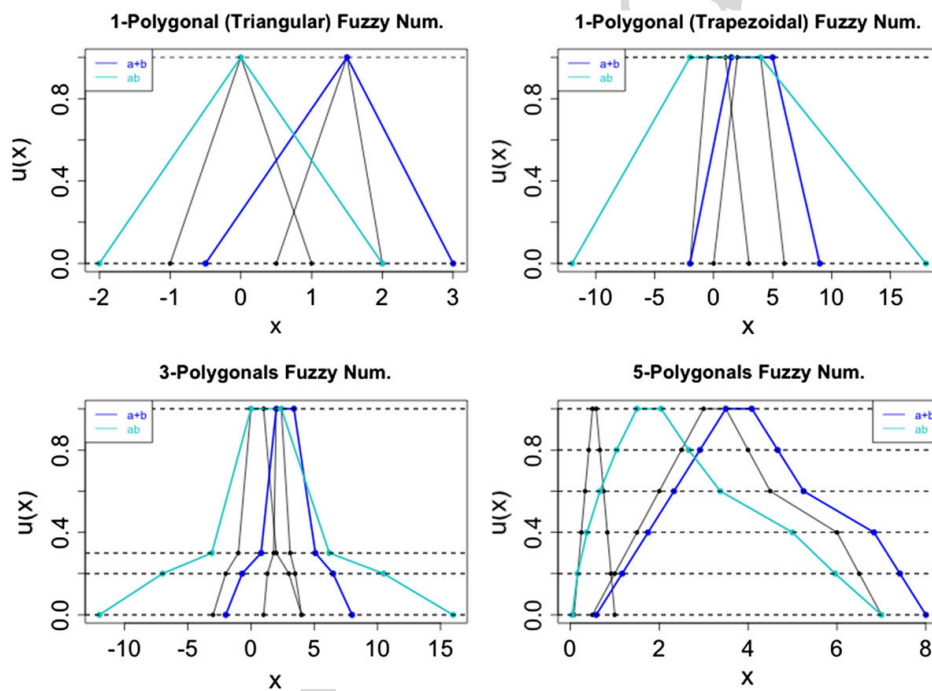 1-Polygonal (Triangular) Fuzzy Num.
a+b
ab
u(x)
0.0 0.4 0.8
-2 -1 0 1 2 3
x
1-Polygonal (Trapezoidal) Fuzzy Num.
a+b
ab
u(x)
0.0 0.4 0.8
-10 -5 0 5 10 15
x
3-Polygonals Fuzzy Num.
a+b
ab
u(x)
0.0 0.4 0.8
-10 -5 0 5 10 15
x
5-Polygonals Fuzzy Num.
a+b
ab
u(x)
0.0 0.4 0.8
0 2 4 6 8
x